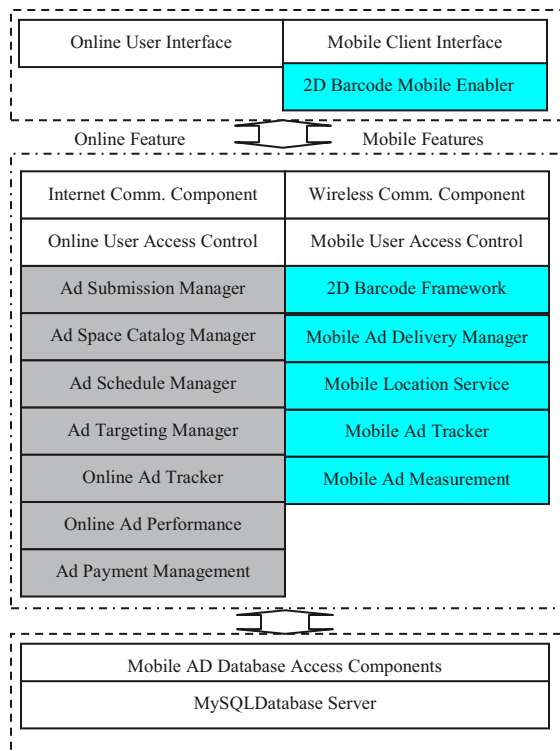 Online User Interface
Mobile Client Interface
2D Barcode Mobile Enabler
Online Feature
Mobile Features
Internet Comm. Component
Wireless Comm. Component
Online User Access Control
Mobile User Access Control
Ad Submission Manager
2D Barcode Framework
Ad Space Catalog Manager
Mobile Ad Delivery Manager
Ad Schedule Manager
Mobile Location Service
Ad Targeting Manager
Mobile Ad Tracker
Online Ad Tracker
Mobile Ad Measurement
Online Ad Performance
Ad Payment Management
Mobile AD Database Access Components
MySQLDatabase Server